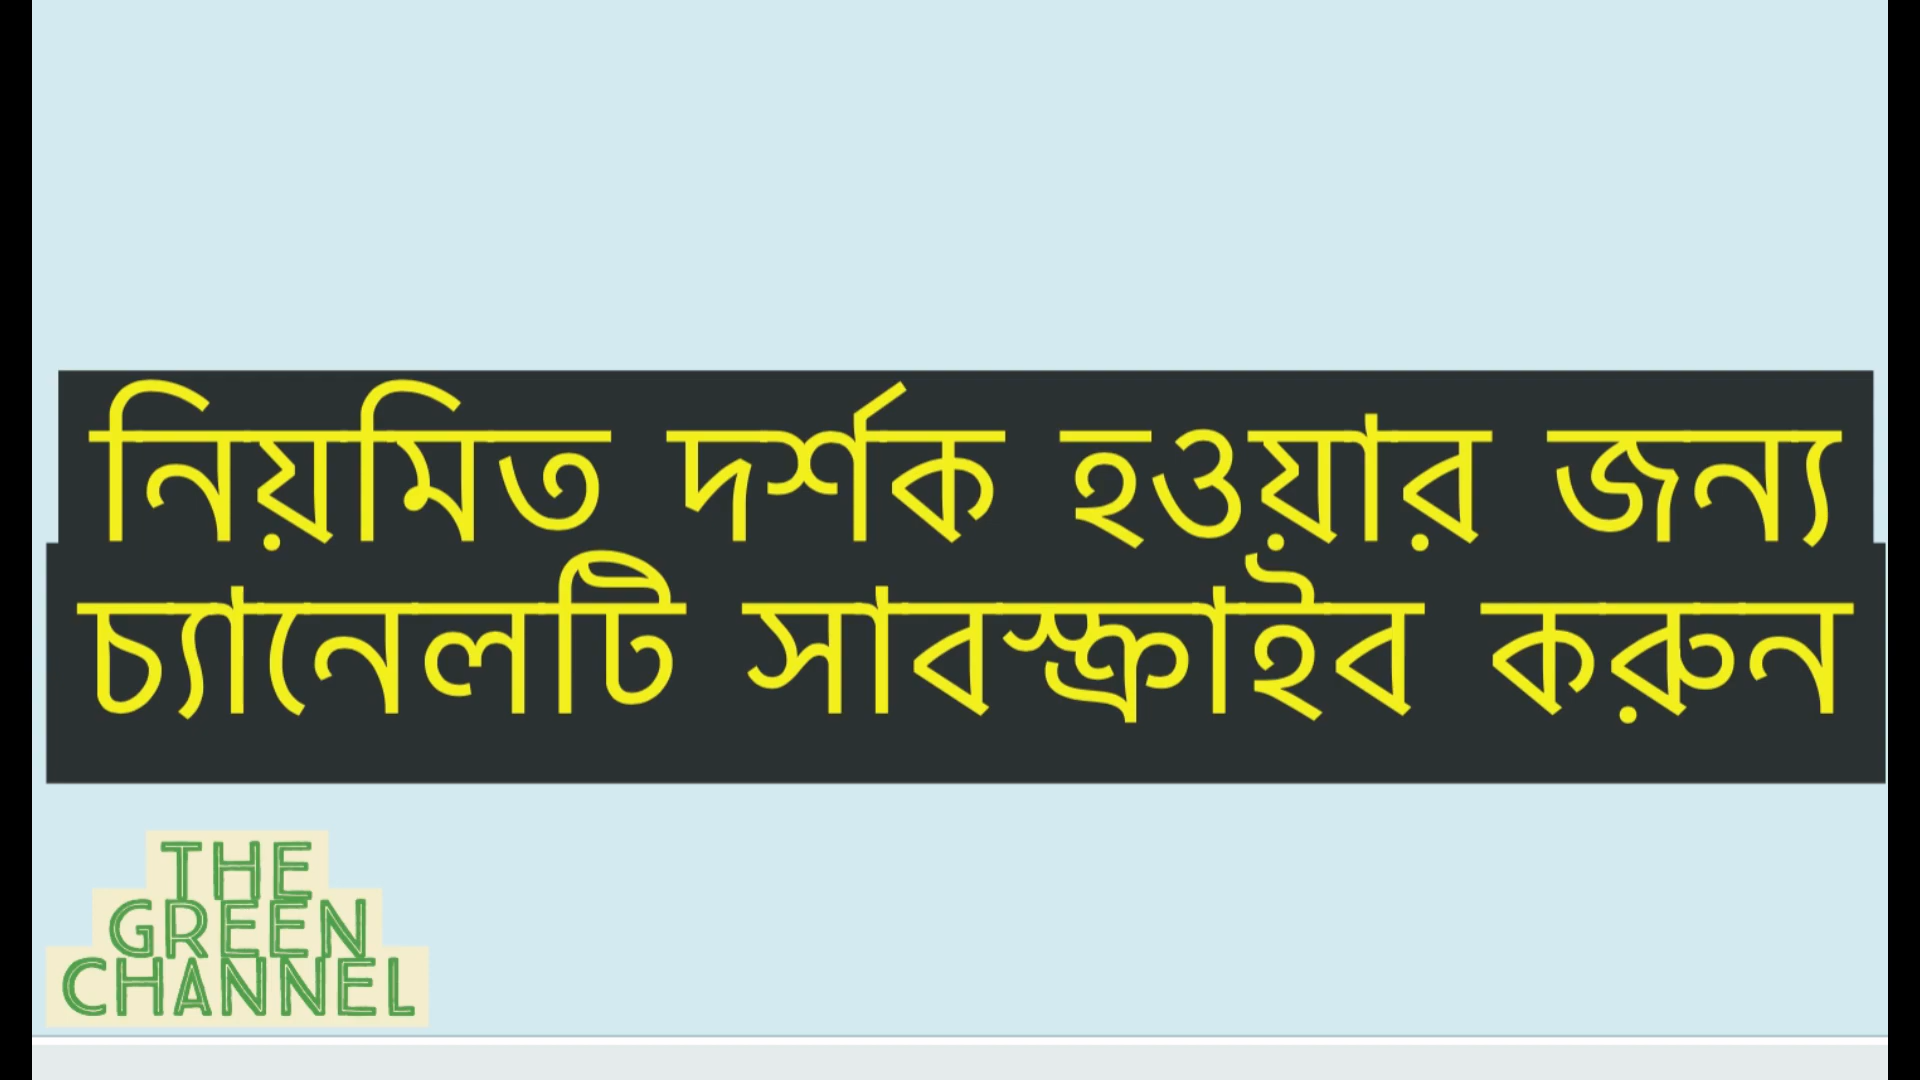 নিয়মিত দর্শক হওয়ার জন্য
চ্যানেলটি সাবস্ক্রাইব করুন
THE
GREEN
CHANNEL